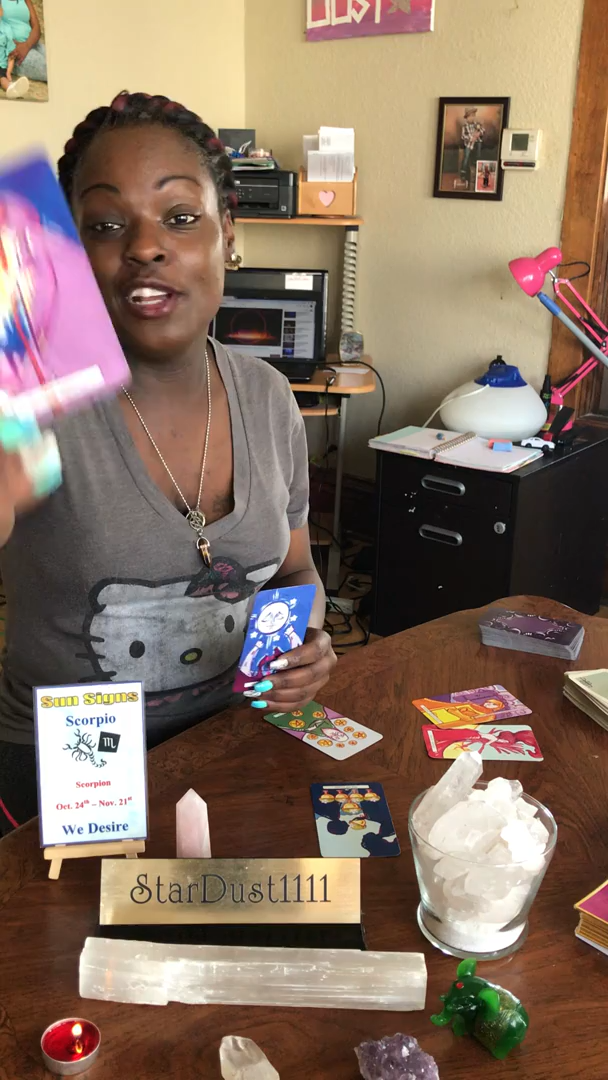 Sun Signs
Scorpio
♏
Scorpion
Oct. 24th – Nov. 21st
We Desire
StarDust1111